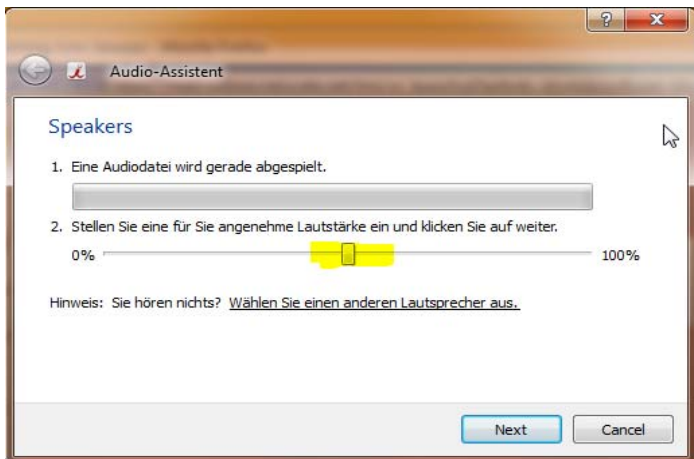 Audio-Assistent
Speakers
1. Eine Audiodatei wird gerade abgespielt.
2. Stellen Sie eine für Sie angenehme Lautstärke ein und klicken Sie auf weiter.
0% 100%
Hinweis: Sie hören nichts? Wählen Sie einen anderen Lautsprecher aus.
Next Cancel